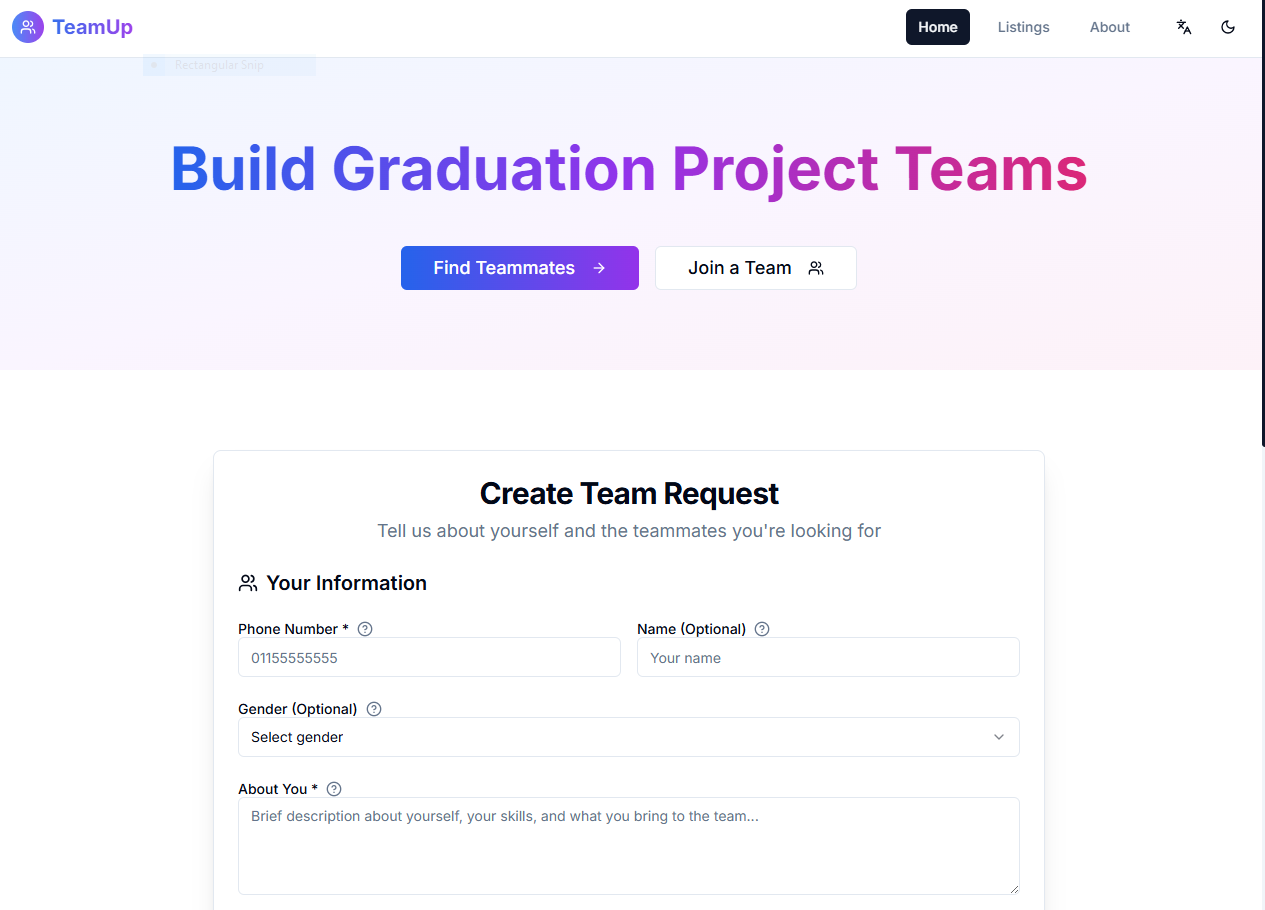 TeamUp
Home
Listings
About
Rectangular Snip
Build Graduation Project Teams
Find Teammates
Join a Team
Create Team Request
Tell us about yourself and the teammates you're looking for
Your Information
Phone Number *
Name (Optional)
01155555555
Your name
Gender (Optional)
Select gender
About You *
Brief description about yourself, your skills, and what you bring to the team...